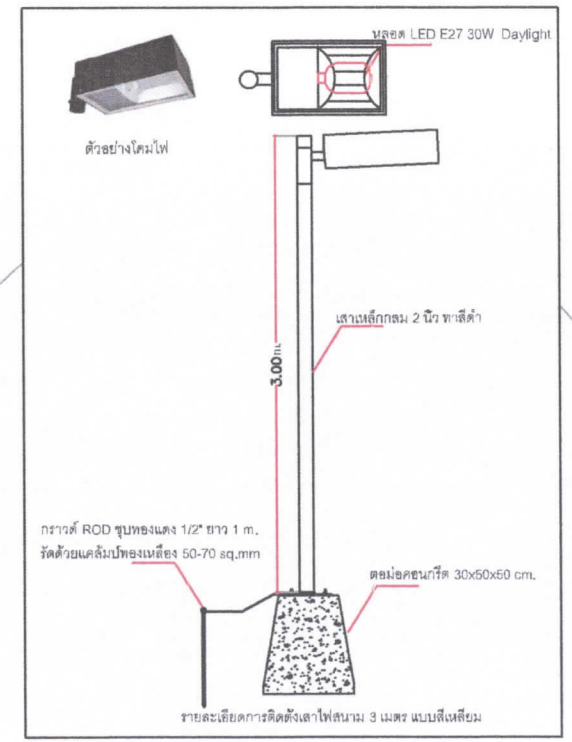 หลอด LED E27 30W Daylight
ตัวอย่างโคมไฟ
เสาเหล็กกลม 2 นิ้ว ทาสีดำ
3.00m.
กราวด์ ROD ชุบทองแดง 1/2" ยาว 1 m.
รัดด้วยแคล้มป์ทองเหลือง 50-70 sq.mm
ตอม่อคอนกรีต 30x50x50 cm.
รายละเอียดการติดตั้งเสาไฟสนาม 3 เมตร แบบสี่เหลี่ยม